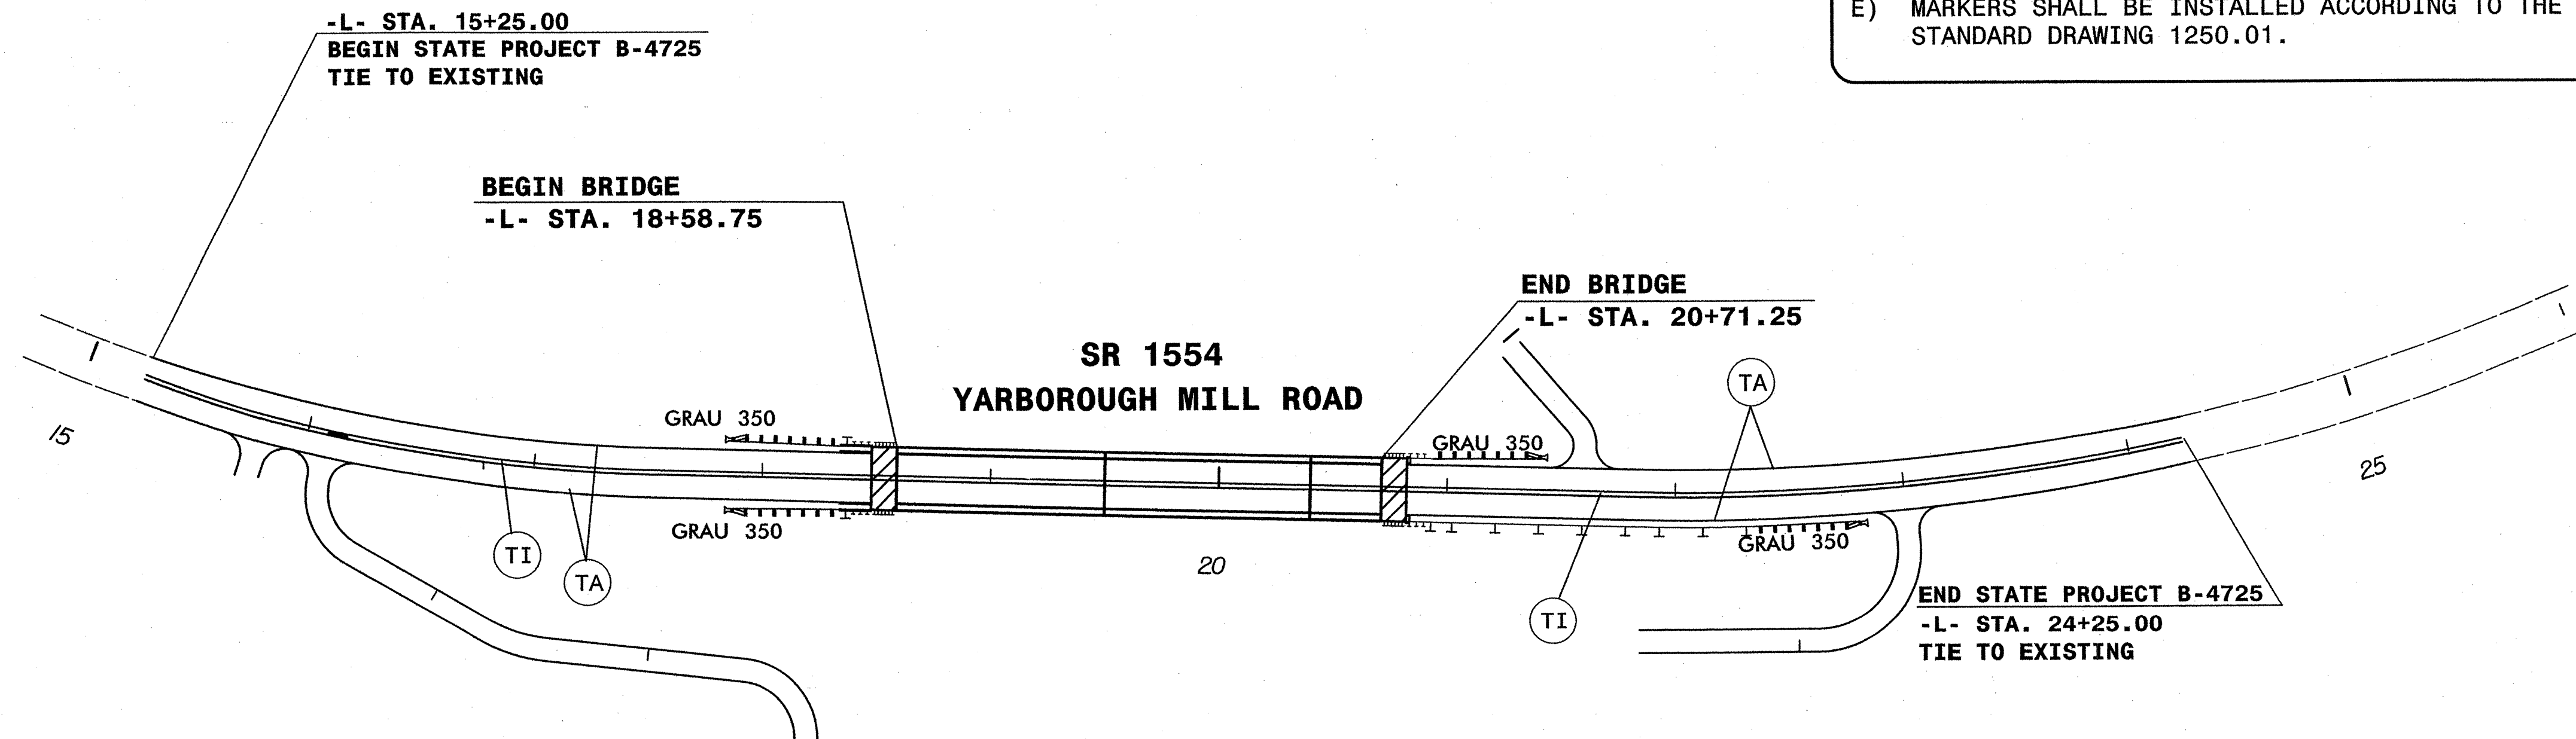 -L- STA. 15+25.00
BEGIN STATE PROJECT B-4725
TIE TO EXISTING
E) MARKERS SHALL BE INSTALLED ACCORDING TO THE
STANDARD DRAWING 1250.01.
BEGIN BRIDGE
-L- STA. 18+58.75
END BRIDGE
-L- STA. 20+71.25
SR 1554
YARBOROUGH MILL ROAD
TA
GRAU 350
GRAU 350
15
25
GRAU 350
GRAU 350
TI
TA
20
TI
END STATE PROJECT B-4725
-L- STA. 24+25.00
TIE TO EXISTING